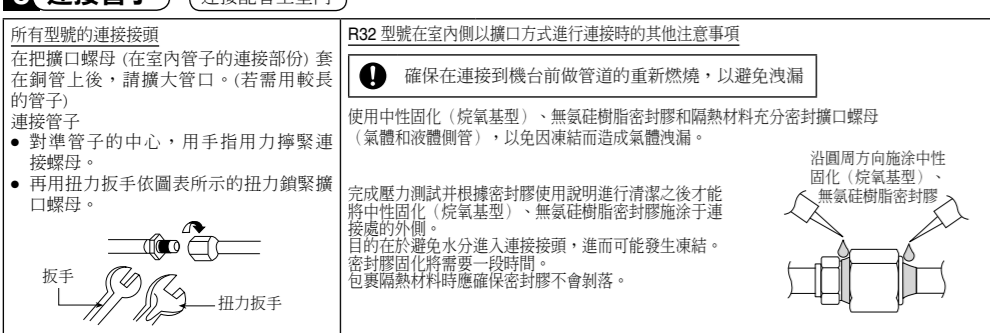 連接管子
所有型號的連接接頭
在把擴口螺母 (在室內管子的連接部份) 套
在銅管上後，請擴大管口。(若需用較長
的管子)
連接管子
● 對準管子的中心，用手指用力擰緊連
接螺母。
● 再用扭力扳手依圖表所示的扭力鎖緊擴
口螺母。
扳手
扭力扳手
R32 型號在室內側以擴口方式進行連接時的其他注意事項
確保在連接到機台前做管道的重新燃燒，以避免洩漏
使用中性固化（烷氧基型）、無氨硅樹脂密封膠和隔熱材料充分密封擴口螺母
（氣體和液體側管），以免因凍結而造成氣體洩漏。
完成壓力測試并根據密封膠使用說明進行清潔之後才能
將中性固化（烷氧基型）、無氨硅樹脂密封膠施涂于連
接處的外側。
目的在於避免水分進入連接接頭，進而可能發生凍結。
密封膠固化將需要一段時間。
包裹隔熱材料時應確保密封膠不會剝落。
沿圓周方向施涂中性
固化（烷氧基型）、
無氨硅樹脂密封膠